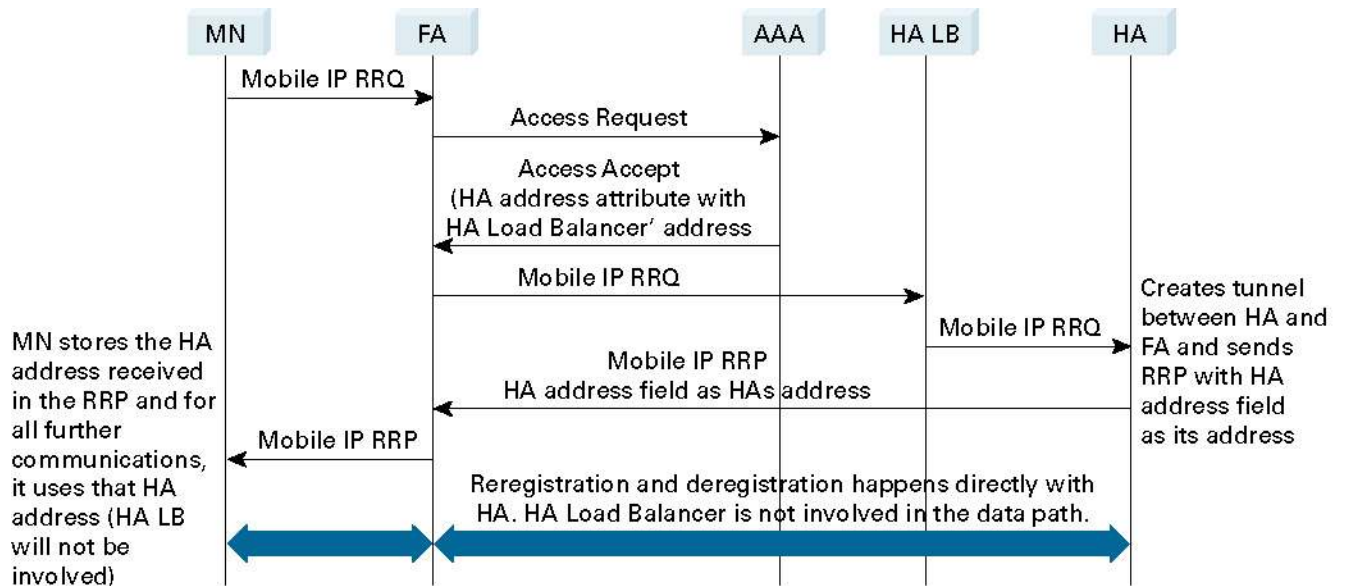 MN
FA
AAA
HA LB
HA
Mobile IP RRQ
Access Request
Access Accept
(HA address attribute with
HA Load Balancer’ address
Mobile IP RRQ
Mobile IP RRQ
Creates tunnel
between HA and
FA and sends
RRP with HA
address field
as its address
Mobile IP RRP
HA address field as HAs address
Mobile IP RRP
MN stores the HA
address received
in the RRP and for
all further
communications,
it uses that HA
address (HA LB
will not be
involved)
Reregistration and deregistration happens directly with
HA. HA Load Balancer is not involved in the data path.